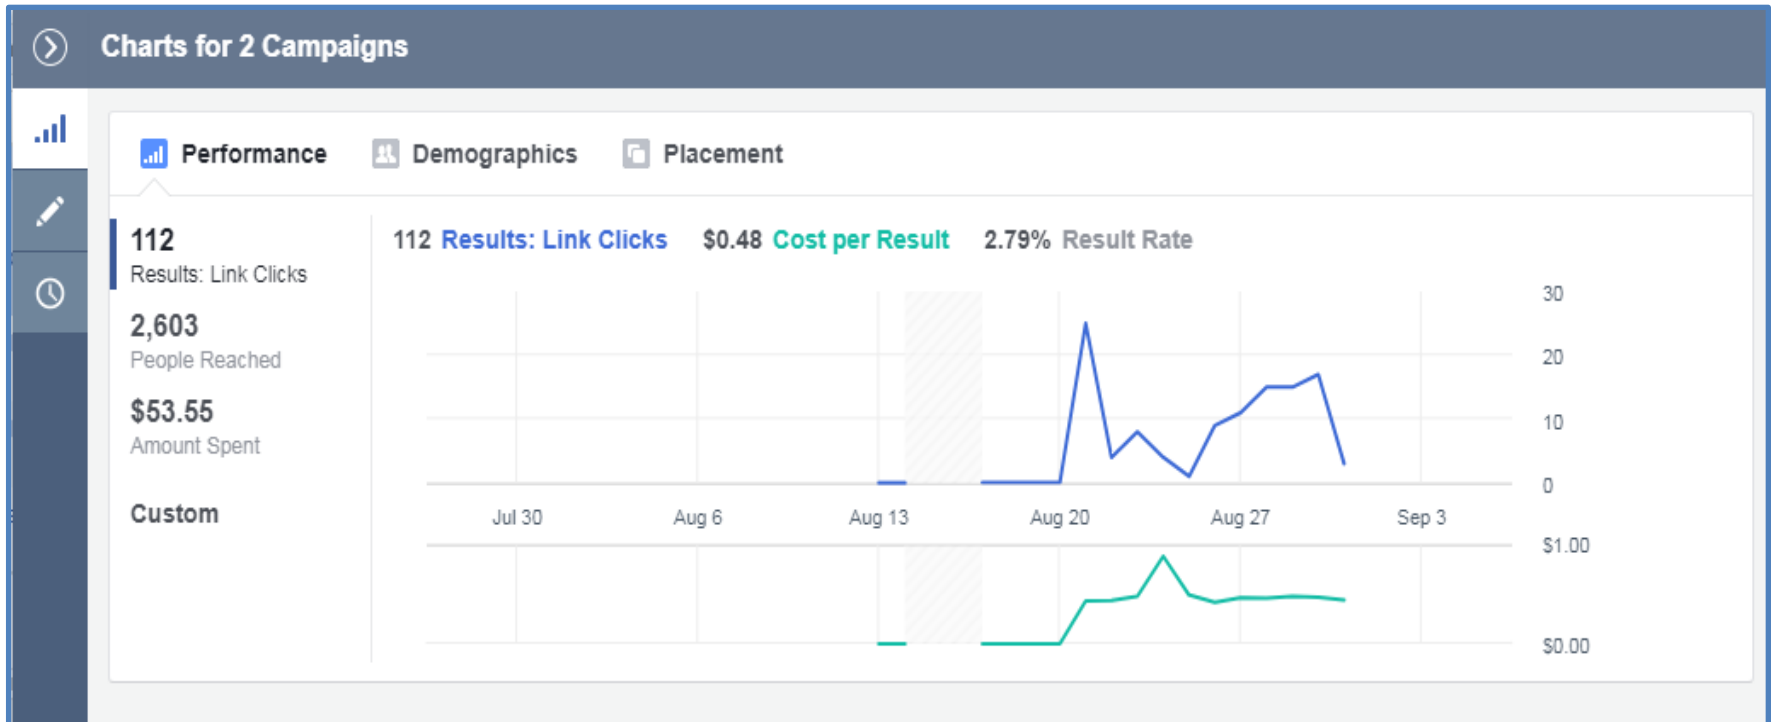 Charts for 2 Campaigns
Performance Demographics Placement
112
Results: Link Clicks
2,603
People Reached
$53.55
Amount Spent
Custom
112 Results: Link Clicks $0.48 Cost per Result 2.79% Result Rate
30
20
10
0
Jul 30 Aug 6 Aug 13 Aug 20 Aug 27 Sep 3
$1.00
$0.00